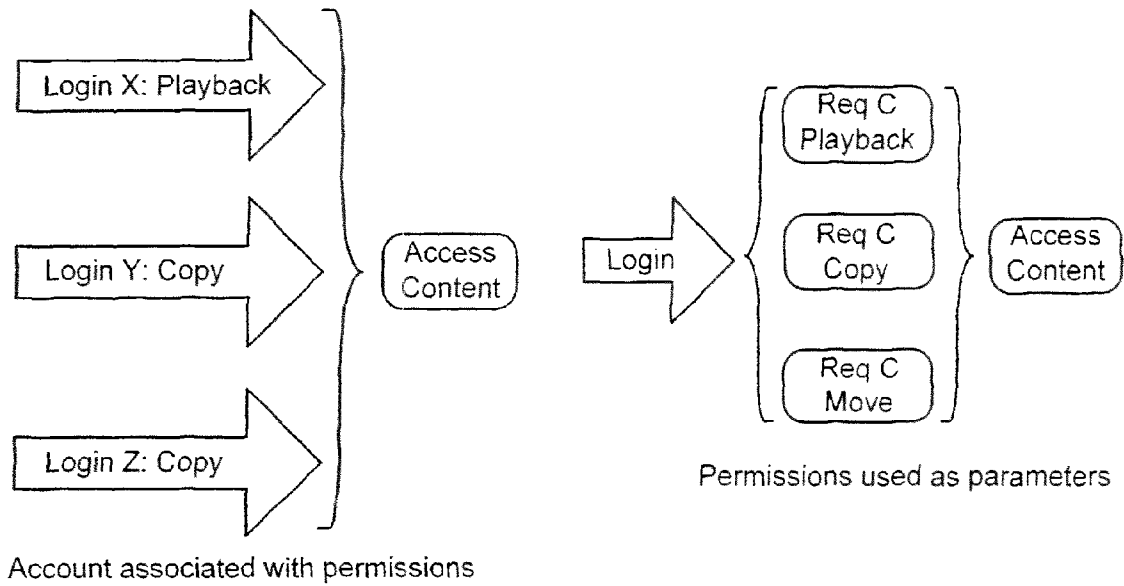 Login X: Playback
Login Y: Copy
Login Z: Copy
Access
Content
Account associated with permissions
Login
Req C
Playback
Req C
Copy
Req C
Move
Access
Content
Permissions used as parameters